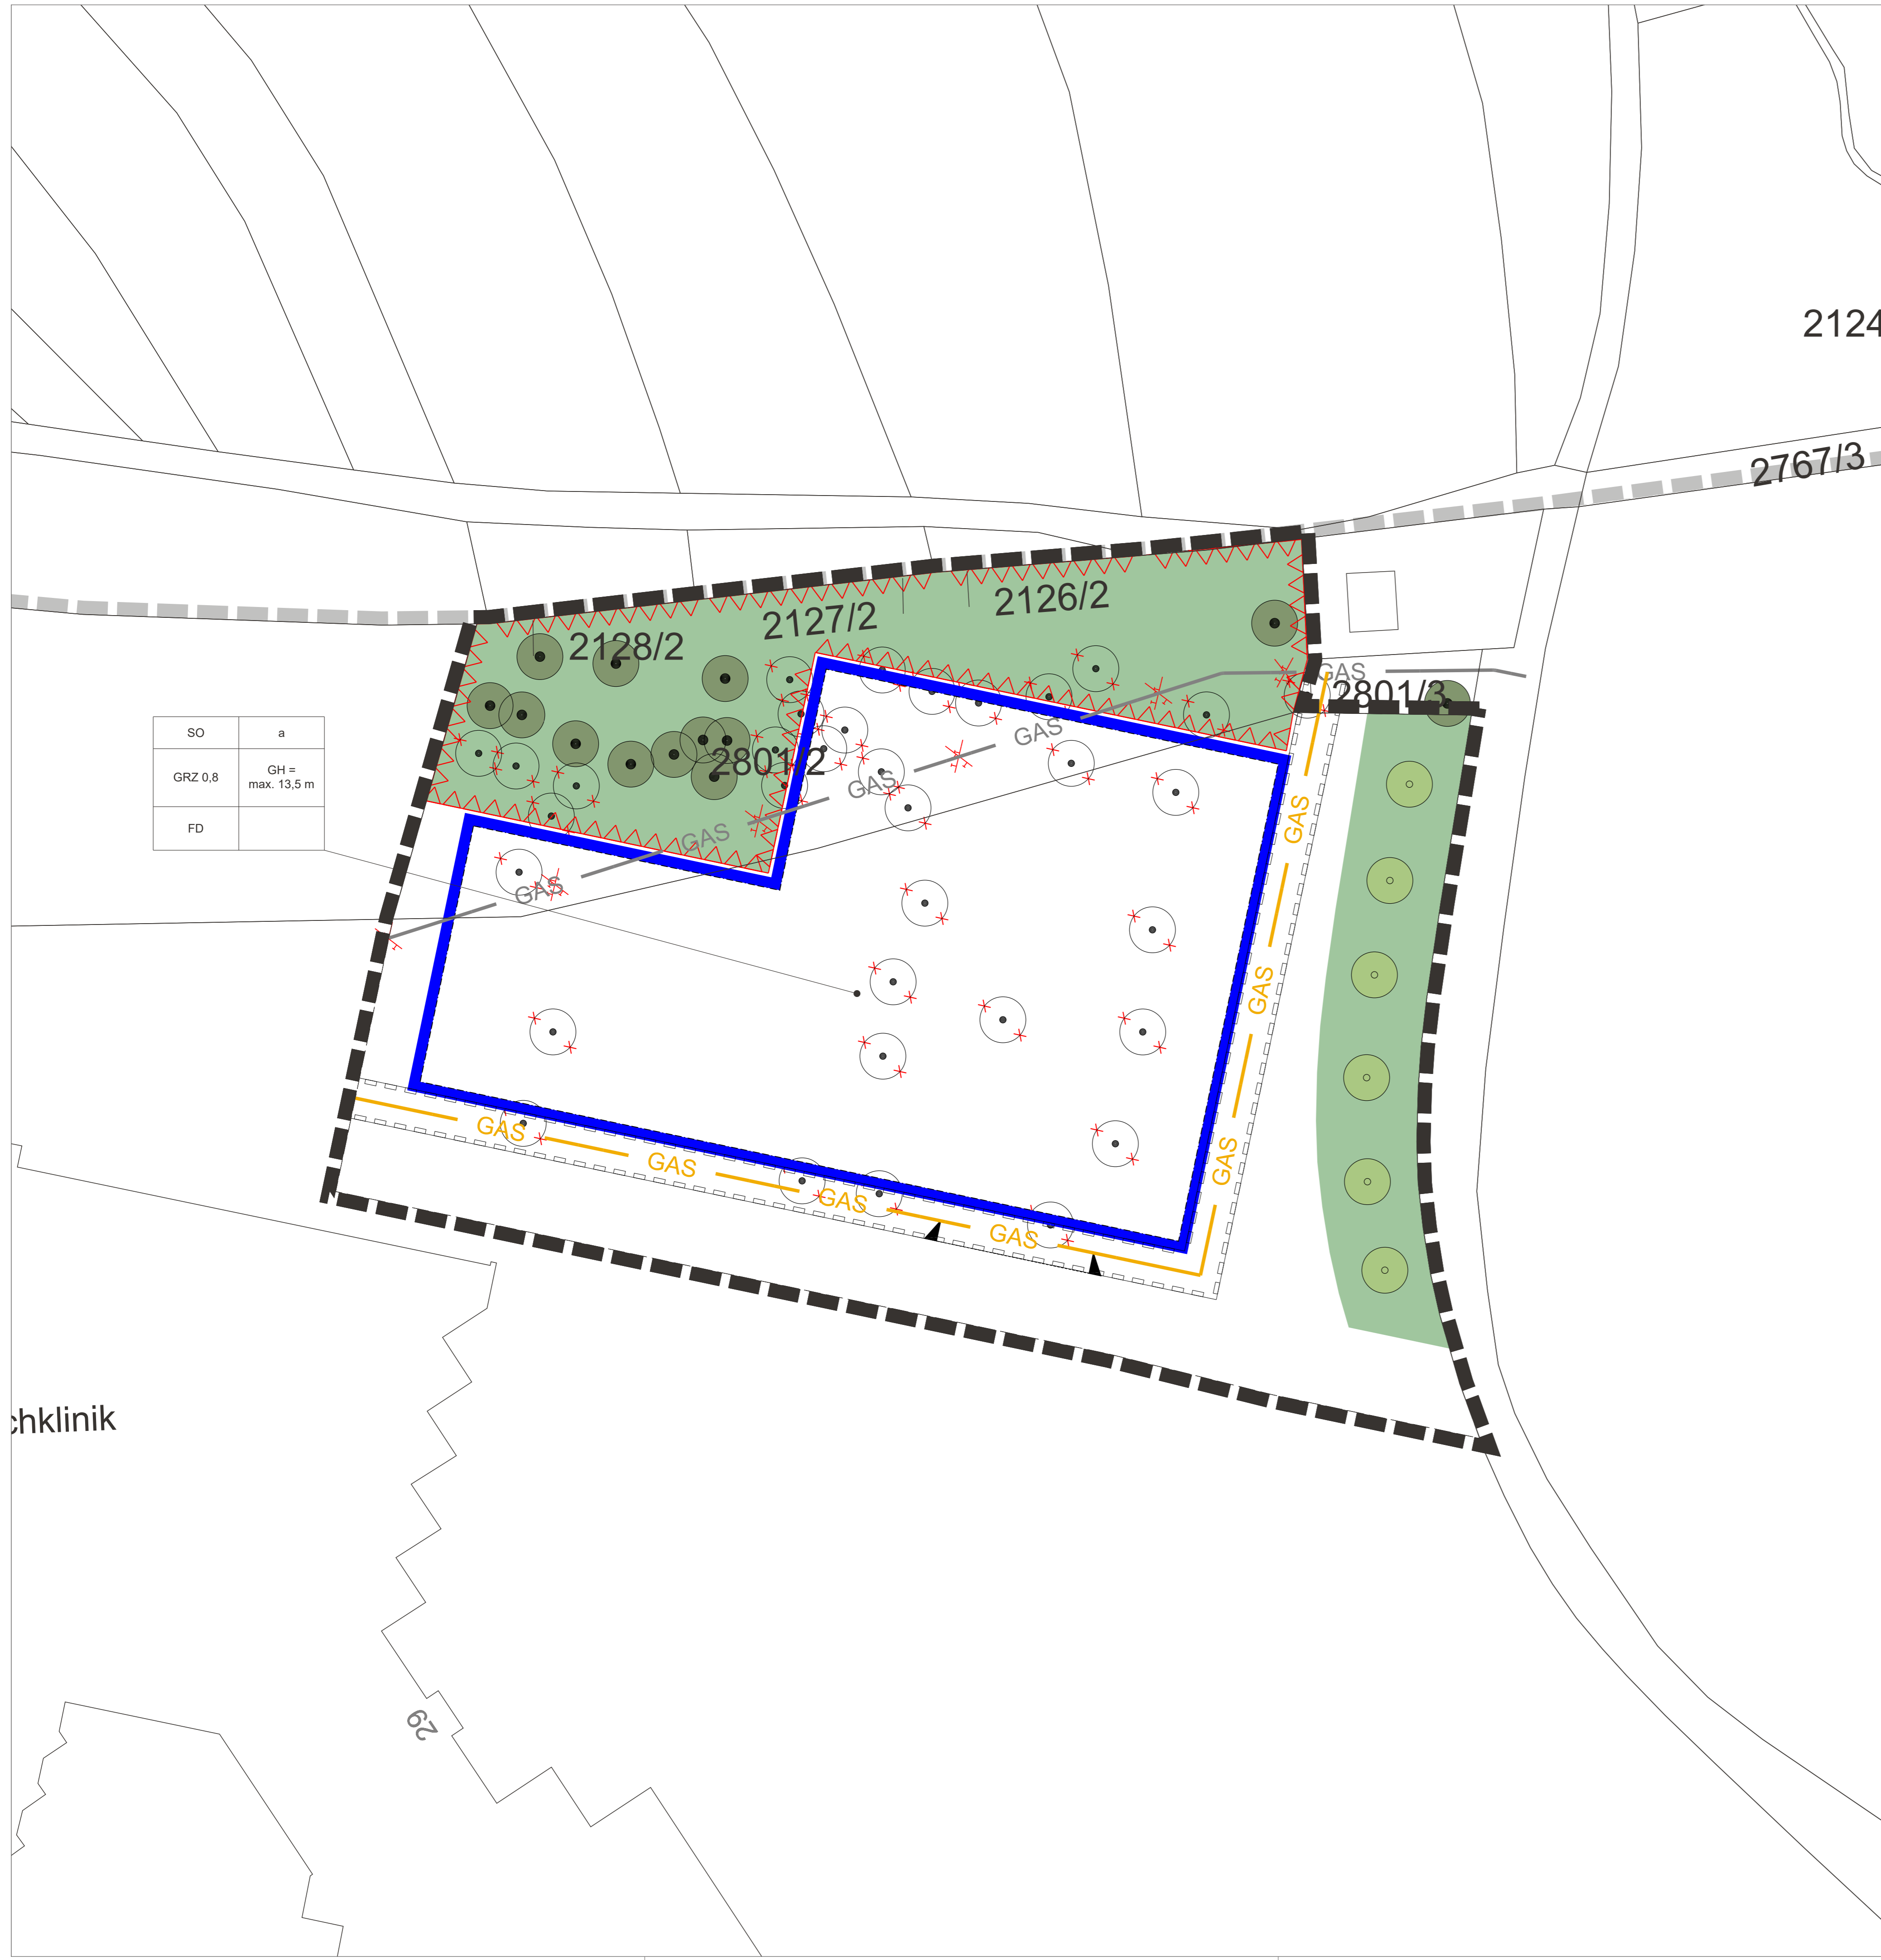 2124
2767/3
2126/2
2127/2
2128/2
GAS
2801/3
GAS
2801/2
GAS
GAS
GAS
SO a
GRZ 0,8 GH =
max. 13,5 m
FD
GAS
GAS
GAS
GAS
GAS
GAS
GAS
chklinik
29